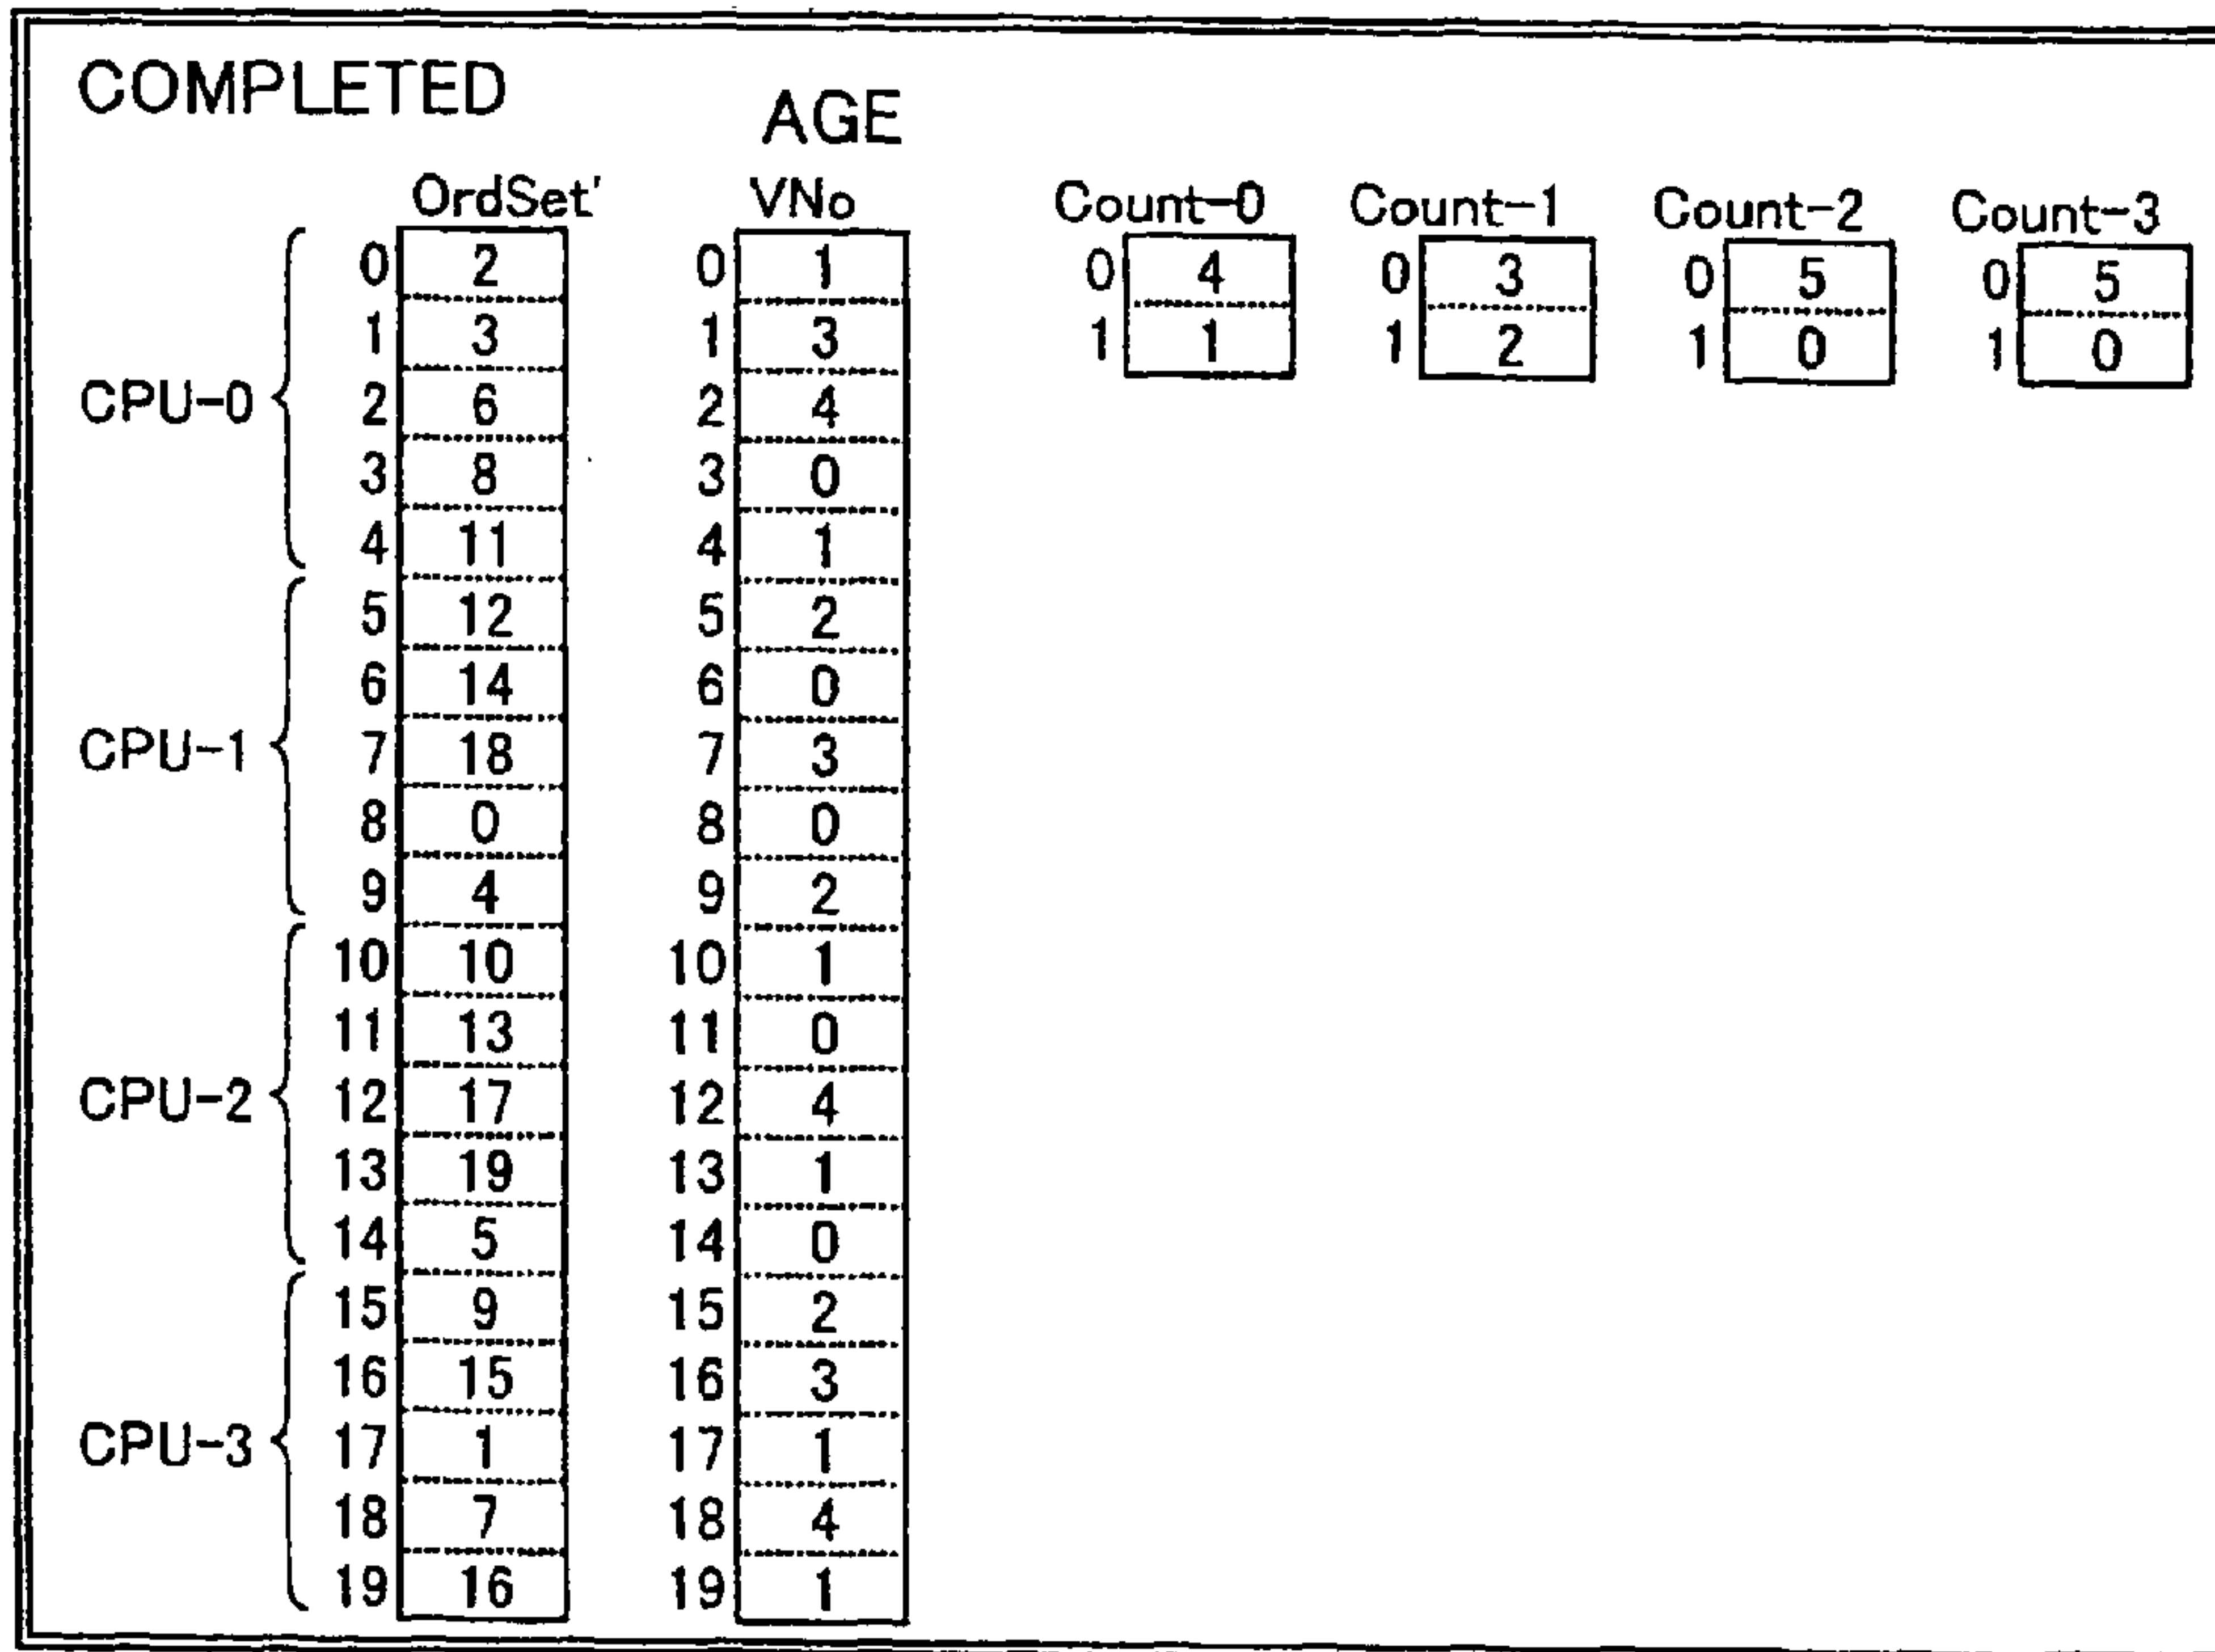 COMPLETED
AGE
OrdSet' VNo Count-0 Count-1 Count-2 Count-3
0 2 0 1 0 4 0 3 0 5 0 5
1 3 1 3 1 1 1 2 1 0 1 0
CPU-0 2 6 2 4
3 8 3 0
4 11 4 1
5 12 5 2
6 14 6 0
CPU-1 7 18 7 3
8 0 8 0
9 4 9 2
10 10 10 1
11 13 11 0
CPU-2 12 17 12 4
13 19 13 1
14 5 14 0
15 9 15 2
16 15 16 3
CPU-3 17 1 17 1
18 7 18 4
19 16 19 1